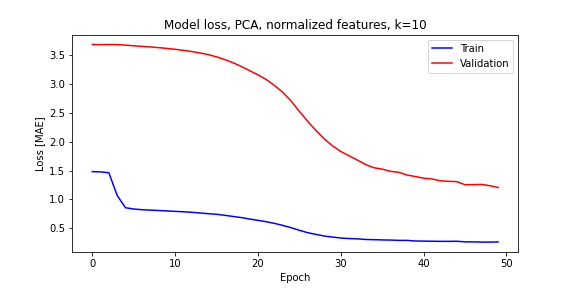 Model loss, PCA, normalized features, k=10
Train
Validation
Loss [MAE]
3.5
3.0
2.5
2.0
1.5
1.0
0.5
0 10 20 30 40 50
Epoch